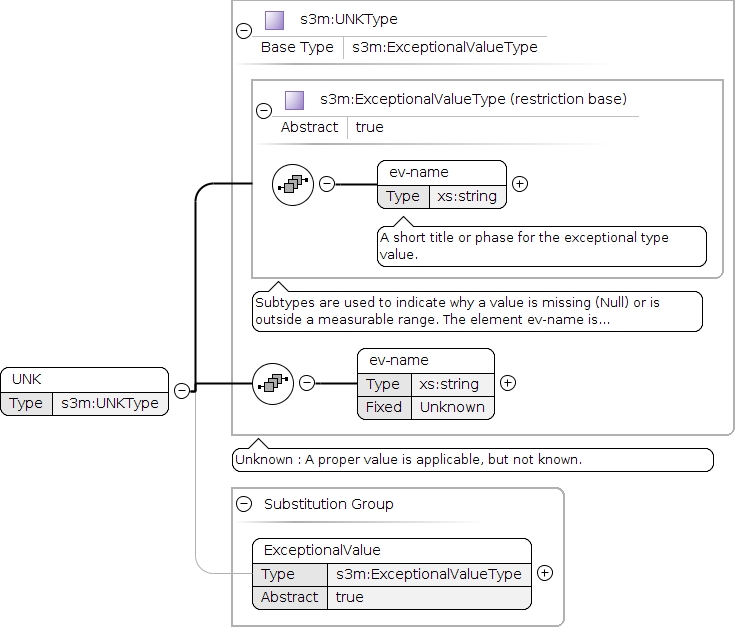 s3m:UNKType
Base Type s3m:ExceptionalValueType
s3m:ExceptionalValueType (restriction base)
Abstract true
ev-name
Type xs:string
A short title or phase for the exceptional type
value.
Subtypes are used to indicate why a value is missing (Null) or is
outside a measurable range. The element ev-name is...
UNK
Type s3m:UNKType
ev-name
Type xs:string
Fixed Unknown
Unknown : A proper value is applicable, but not known.
Substitution Group
ExceptionalValue
Type s3m:ExceptionalValueType
Abstract true